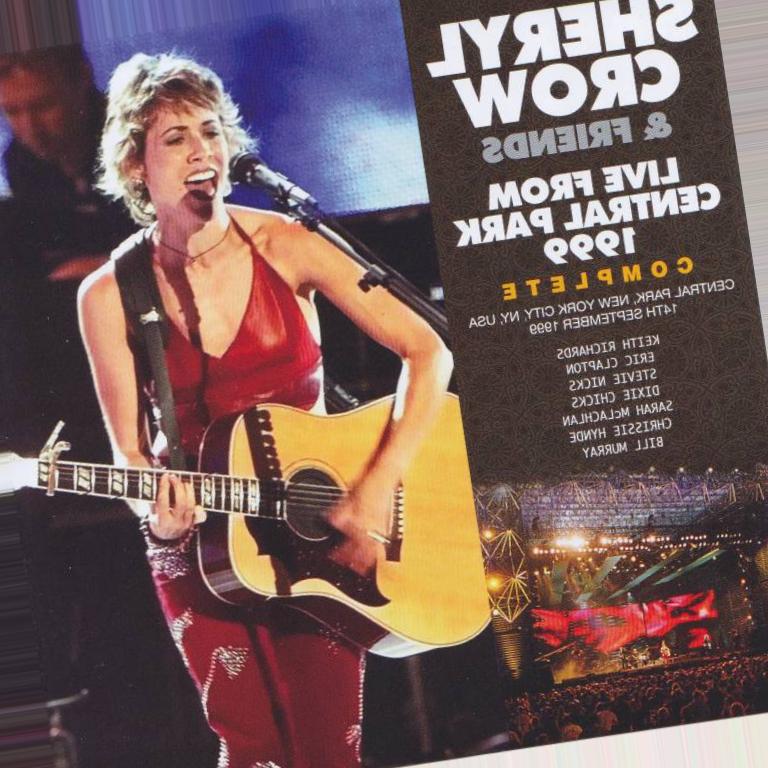 SHERYL
CROW
& FRIENDS
LIVE FROM
CENTRAL PARK
1999
COMPLETE
CENTRAL PARK, NEW YORK CITY NY, USA
14TH SEPTEMBER 1999
KEITH RICHARDS
ERIC CLAPTON
STEVIE NICKS
DIXIE CHICKS
SARAH McLACHLAN
CHRISSIE HYNDE
BILL MURRAY